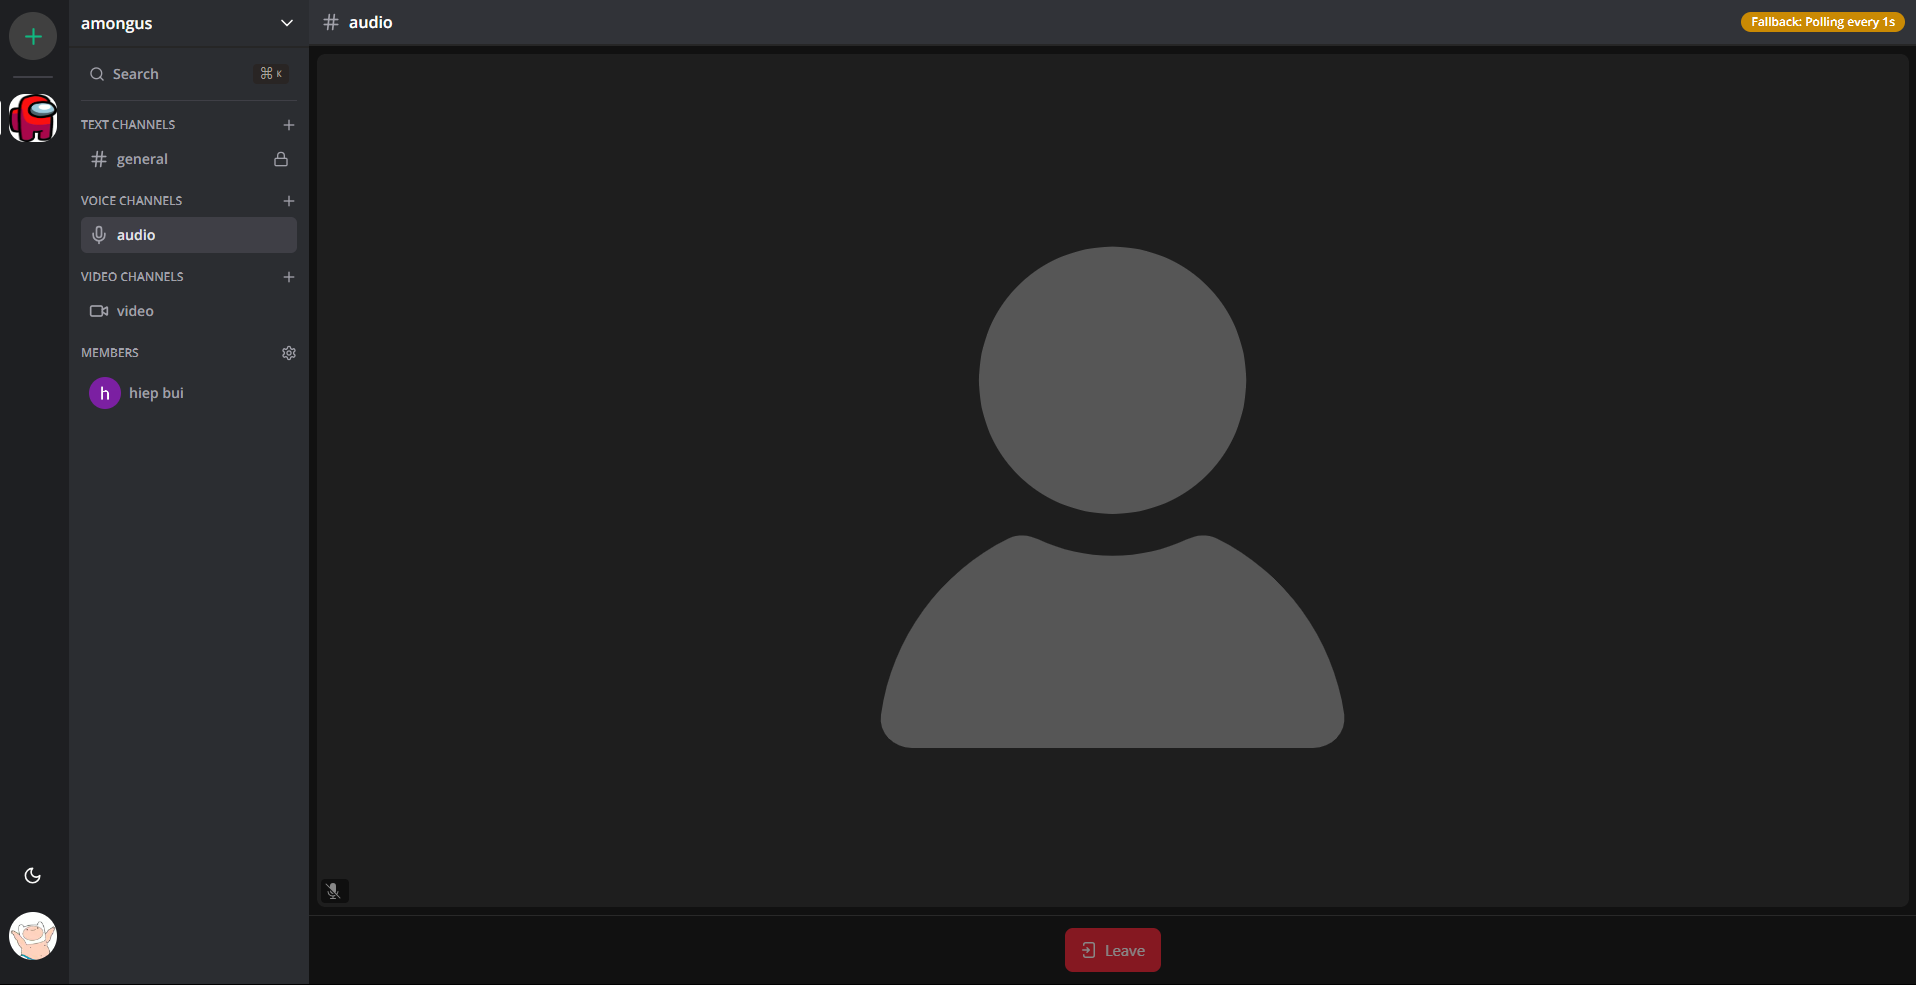 amongus
Search ⌘ K
TEXT CHANNELS
general
VOICE CHANNELS
audio
VIDEO CHANNELS
video
MEMBERS
h hiep bui
# audio
Fallback: Polling every 1s
Leave